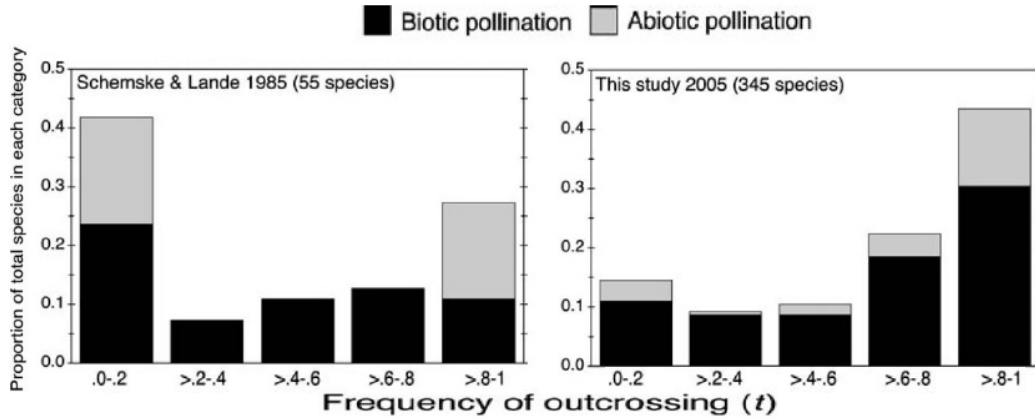 Biotic pollination Abiotic pollination
Proportion of total species in each category
0.5
0.4
0.3
0.2
0.1
0.0
Schemske & Lande 1985 (55 species)
.0-.2 >.2-.4 >.4-.6 >.6-.8 >.8-1
0.5
0.4
0.3
0.2
0.1
0.0
This study 2005 (345 species)
.0-.2 >.2-.4 >.4-.6 >.6-.8 >.8-1
Frequency of outcrossing (t)